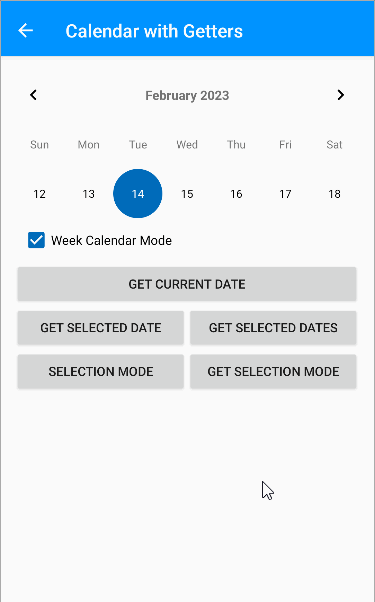 Calendar with Getters
February 2023
Sun Mon Tue Wed Thu Fri Sat
12 13 14 15 16 17 18
Week Calendar Mode
GET CURRENT DATE
GET SELECTED DATE GET SELECTED DATES
SELECTION MODE GET SELECTION MODE